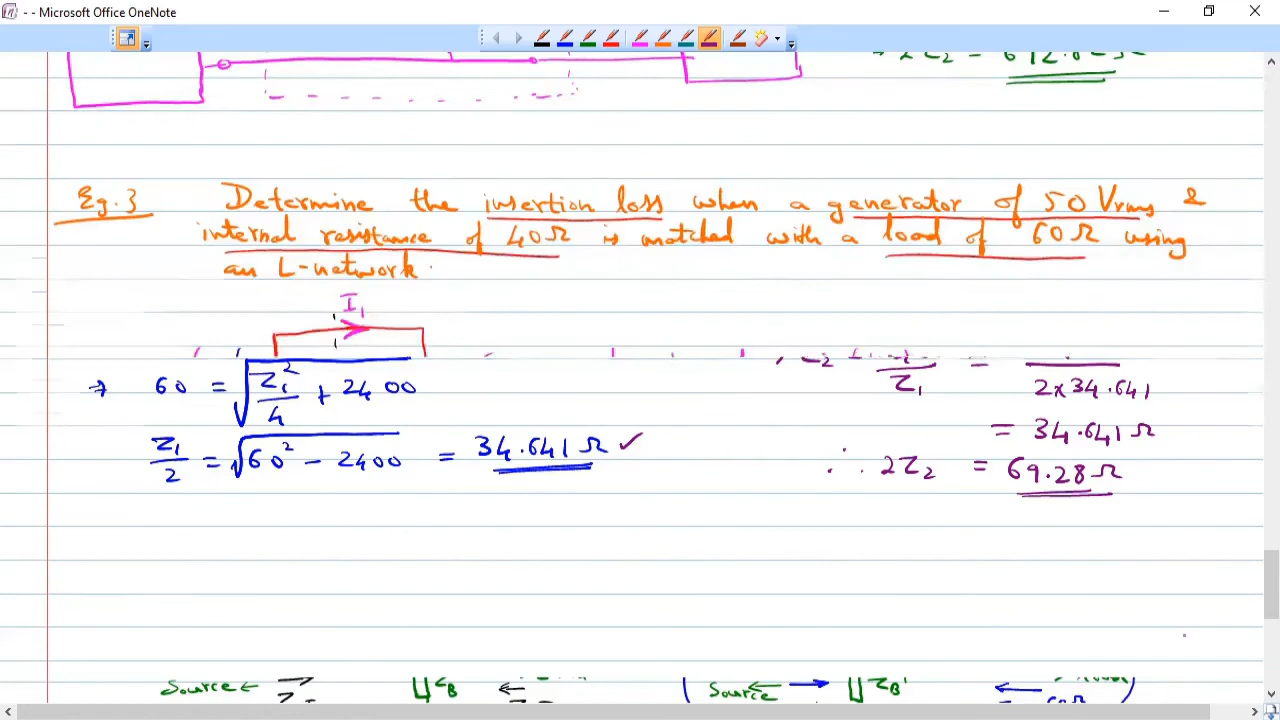 - - Microsoft Office OneNote
Eg.3 Determine the insertion loss when a generator of 50 Vrms &
internal resistance of 40Ω is matched with a load of 60Ω using
an L-network.
I₁
⇒ 60 = √(Z₁²/4 + 2400)
Z₁/2 = √(60² - 2400) = 34.641 Ω ✓
Z₁ = 2×34.641
= 34.641 Ω
∴ 2Z₂ = 69.28 Ω
Source ← Source ←